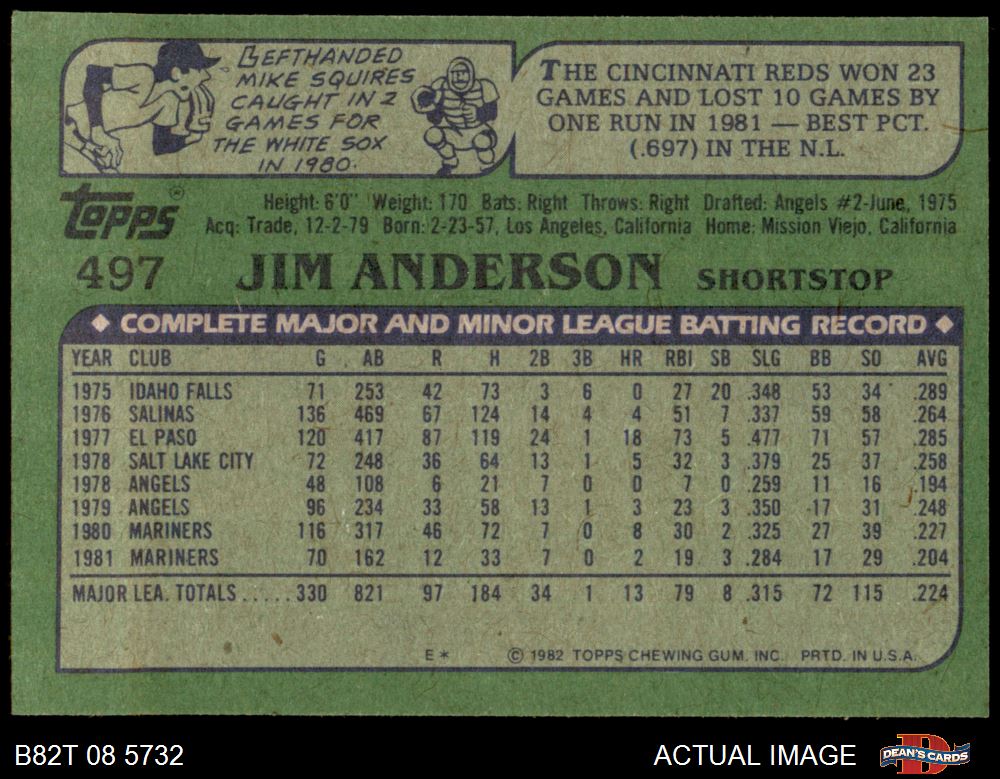 LEFTHANDED
MIKE SQUIRES
CAUGHT IN 2
GAMES FOR
THE WHITE SOX
IN 1980.
THE CINCINNATI REDS WON 23
GAMES AND LOST 10 GAMES BY
ONE RUN IN 1981 — BEST PCT.
(.697) IN THE N.L.
TOPPS®
Height: 6'0" Weight: 170 Bats: Right Throws: Right Drafted: Angels #2-June, 1975
Acq: Trade, 12-2-79 Born: 2-23-57, Los Angeles, California Home: Mission Viejo, California
497 JIM ANDERSON SHORTSTOP
◆ COMPLETE MAJOR AND MINOR LEAGUE BATTING RECORD ◆
YEAR CLUB G AB R H 2B 3B HR RBI SB SLG BB SO AVG
1975 IDAHO FALLS 71 253 42 73 3 6 0 27 20 .348 53 34 .289
1976 SALINAS 136 469 67 124 14 4 4 51 7 .337 59 58 .264
1977 EL PASO 120 417 87 119 24 1 18 73 5 .477 71 57 .285
1978 SALT LAKE CITY 72 248 36 64 13 1 5 32 3 .379 25 37 .258
1978 ANGELS 48 108 6 21 7 0 0 7 0 .259 11 16 .194
1979 ANGELS 96 234 33 58 13 1 3 23 3 .350 17 31 .248
1980 MARINERS 116 317 46 72 7 0 8 30 2 .325 27 39 .227
1981 MARINERS 70 162 12 33 7 0 2 19 3 .284 17 29 .204
MAJOR LEA. TOTALS.....330 821 97 184 34 1 13 79 8 .315 72 115 .224
E* © 1982 TOPPS CHEWING GUM, INC. PRTD. IN U.S.A.
B82T 08 5732 ACTUAL IMAGE DEAN'S CARDS